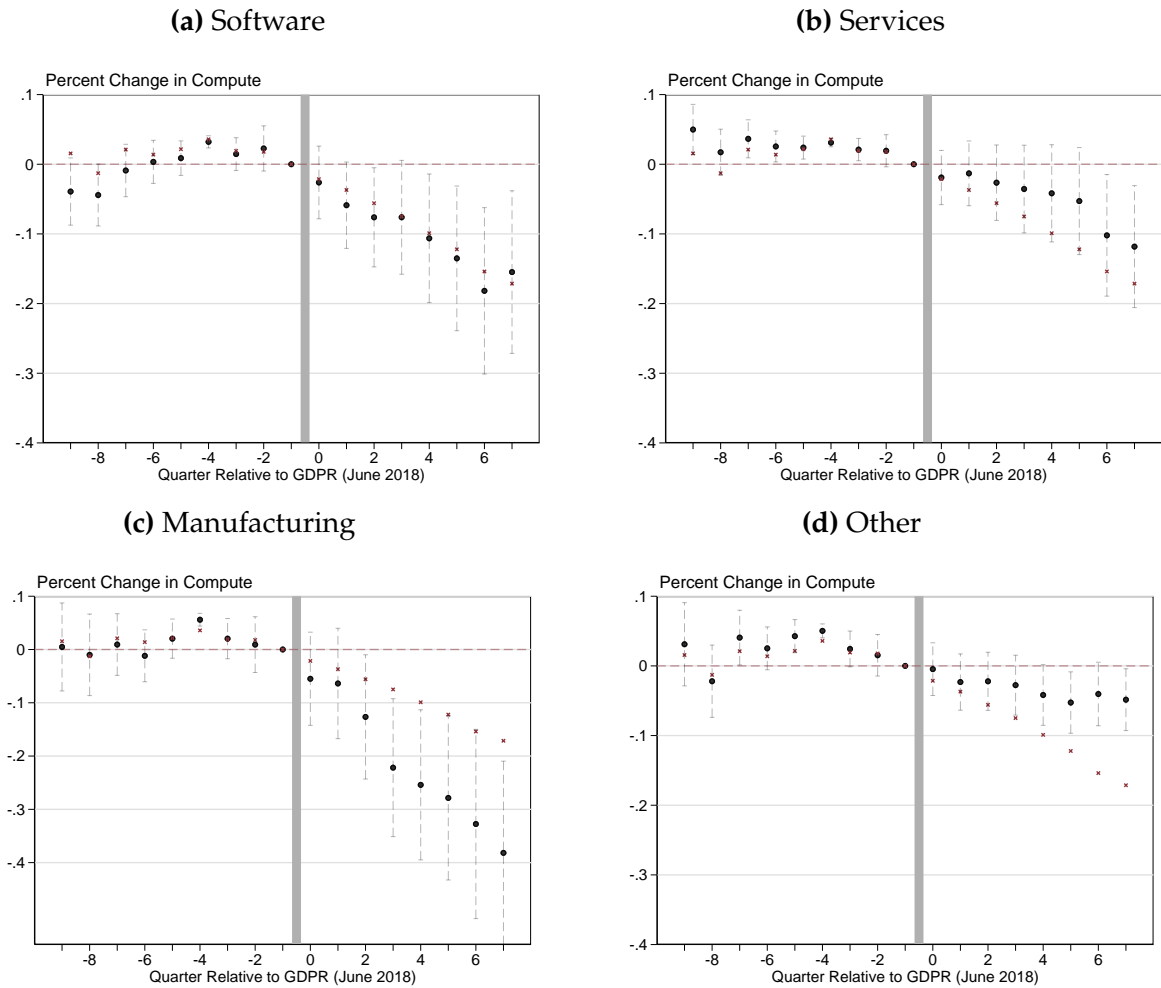 (a) Software
Percent Change in Compute
.1
0
-.1
-.2
-.3
-.4
-8 -6 -4 -2 0 2 4 6
Quarter Relative to GDPR (June 2018)
(b) Services
Percent Change in Compute
.1
0
-.1
-.2
-.3
-.4
-8 -6 -4 -2 0 2 4 6
Quarter Relative to GDPR (June 2018)
(c) Manufacturing
Percent Change in Compute
.1
0
-.1
-.2
-.3
-.4
-8 -6 -4 -2 0 2 4 6
Quarter Relative to GDPR (June 2018)
(d) Other
Percent Change in Compute
.1
0
-.1
-.2
-.3
-.4
-8 -6 -4 -2 0 2 4 6
Quarter Relative to GDPR (June 2018)